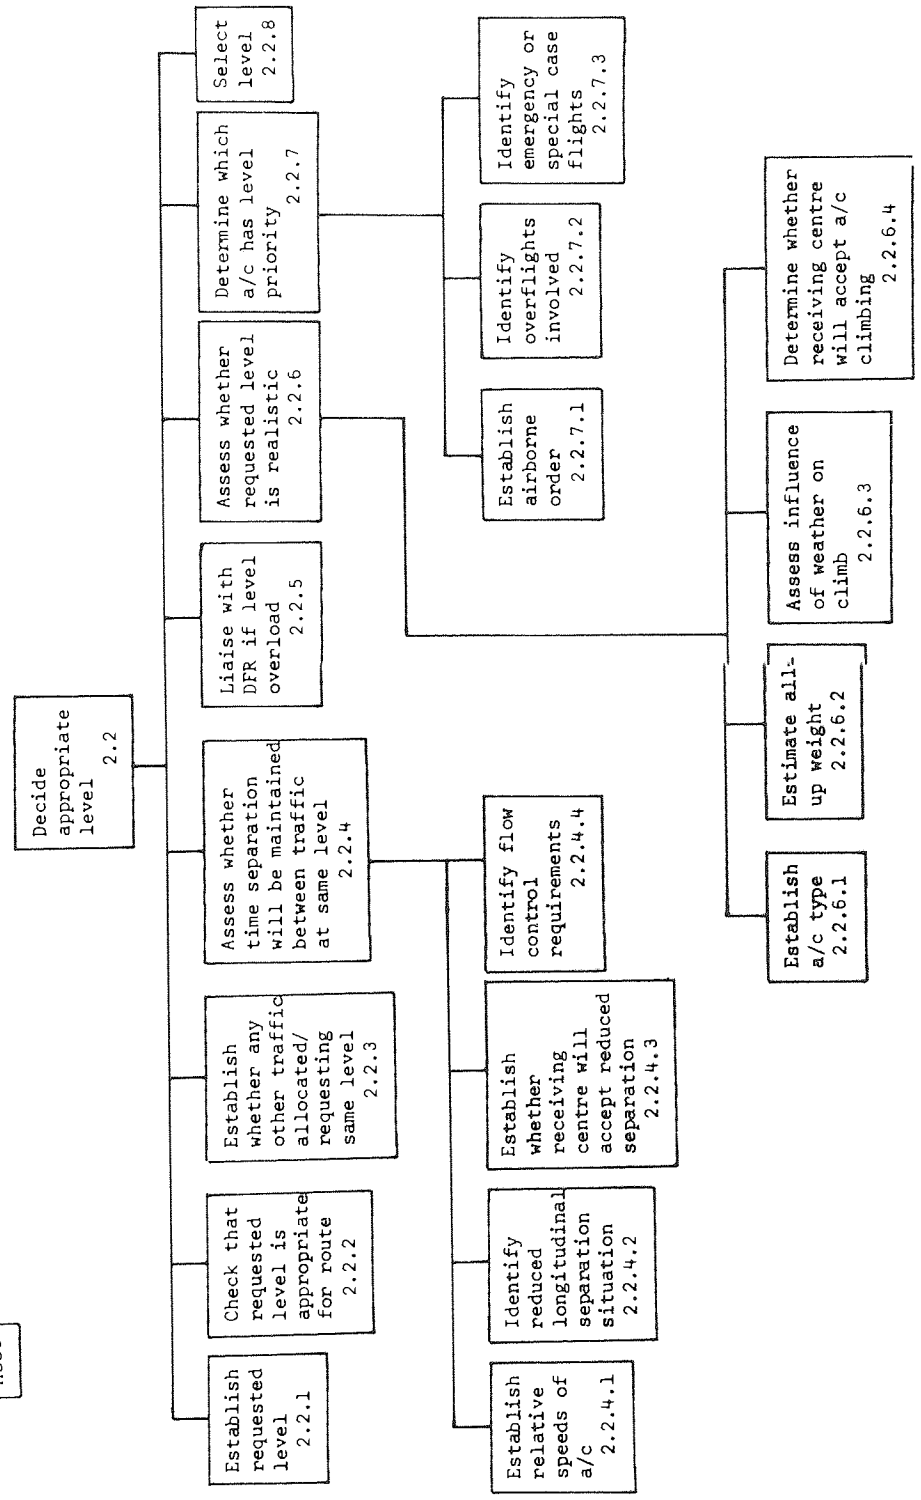 Decide
appropriate
level
2.2
Establish
requested
level
2.2.1
Check that
requested
level is
appropriate
for route
2.2.2
Establish
whether any
other traffic
allocated/
requesting
same level
2.2.3
Assess whether
time separation
will be maintained
between traffic
at same level
2.2.4
Liaise with
DFR if level
overload
2.2.5
Assess whether
requested level
is realistic
2.2.6
Determine which
a/c has level
priority
2.2.7
Select
level
2.2.8
Establish
relative
speeds of
a/c
2.2.4.1
Identify
reduced
longitudinal
separation
situation
2.2.4.2
Establish
whether
receiving
centre will
accept reduced
separation
2.2.4.3
Identify flow
control
requirements
2.2.4.4
Establish
airborne
order
2.2.7.1
Identify
overflights
involved
2.2.7.2
Identify
emergency or
special case
flights
2.2.7.3
Establish
a/c type
2.2.6.1
Estimate all-
up weight
2.2.6.2
Assess influence
of weather on
climb
2.2.6.3
Determine whether
receiving centre
will accept a/c
climbing
2.2.6.4